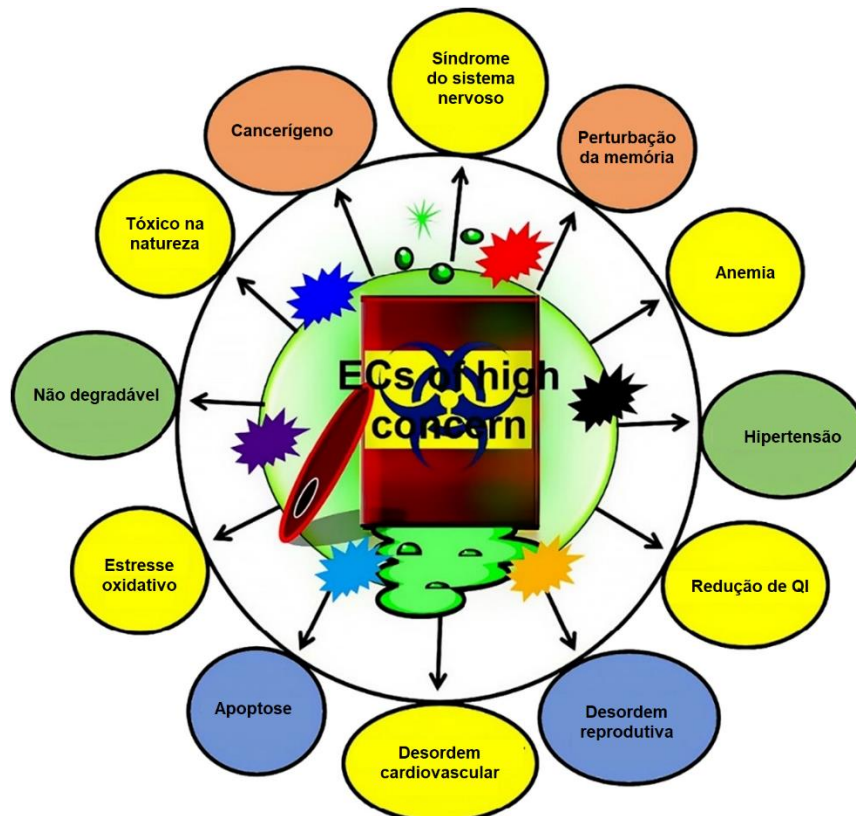 Síndrome
do sistema
nervoso
Cancerígeno
Perturbação
da memória
Tóxico na
natureza
Anemia
ECs of high
concern
Não degradável
Hipertensão
Estresse
oxidativo
Redução de QI
Apoptose
Desordem
reprodutiva
Desordem
cardiovascular